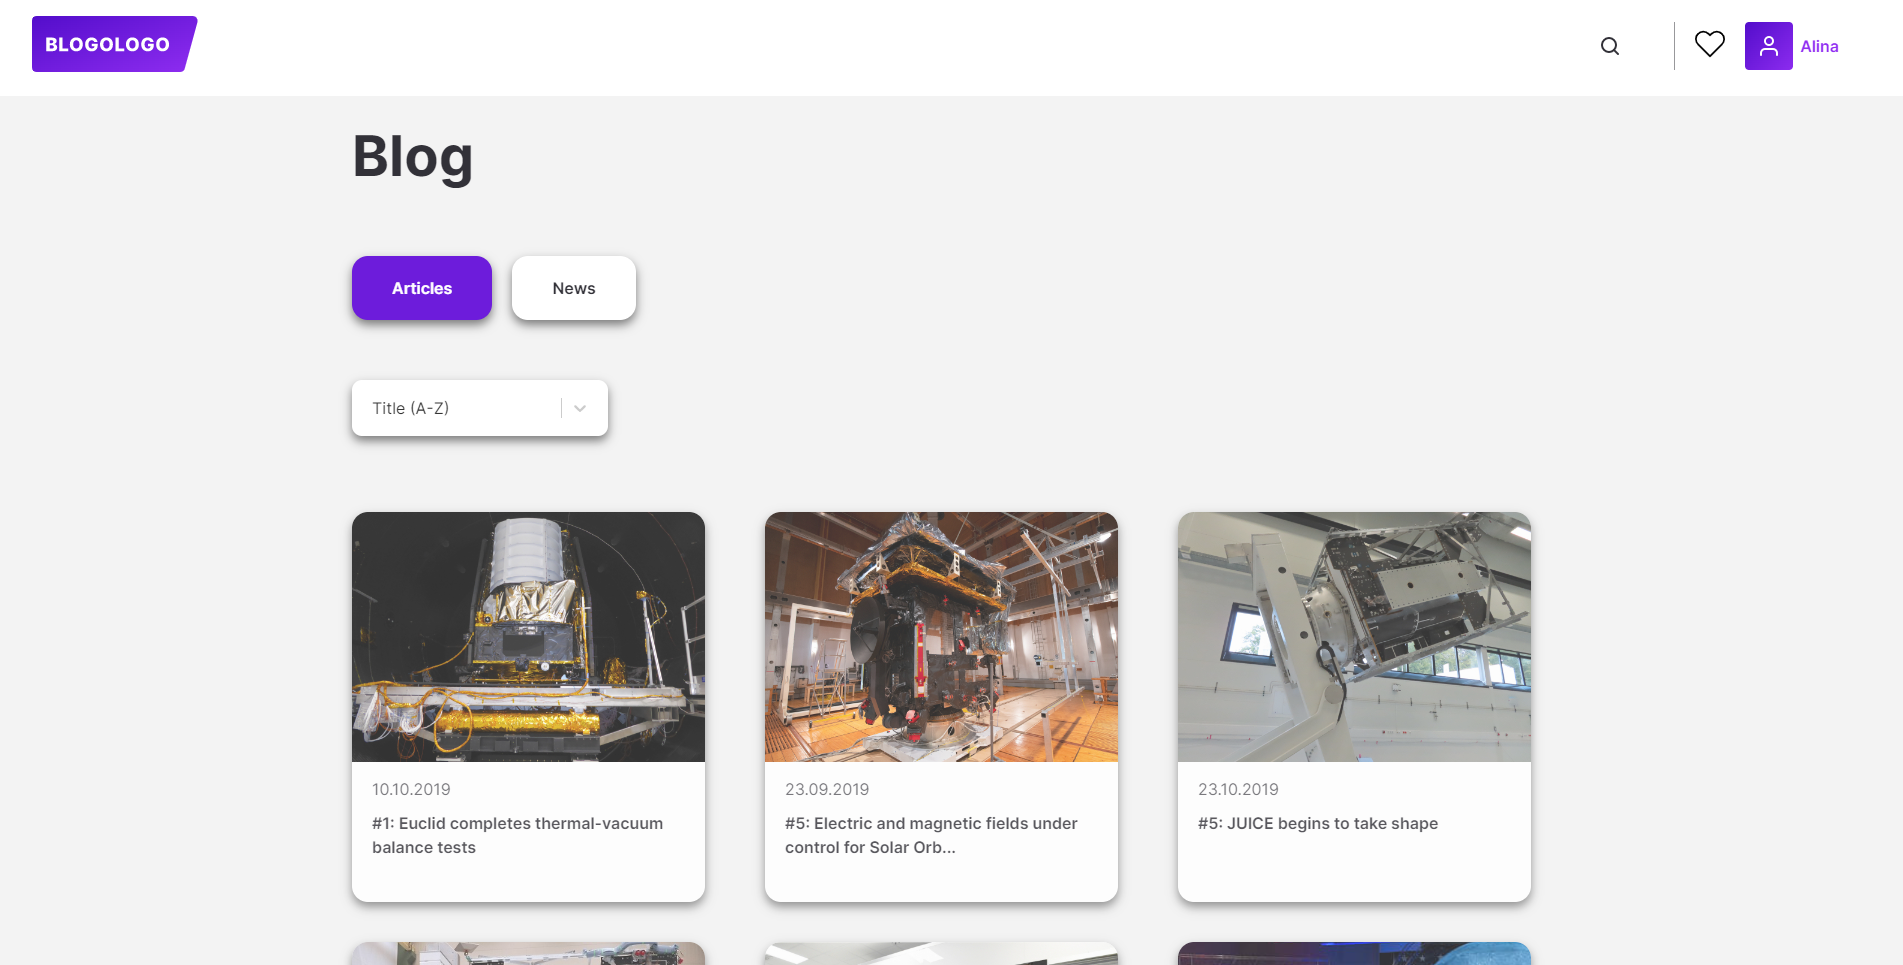 BLOGOLOGO
Alina
Blog
Articles
News
Title (A-Z)
10.10.2019
#1: Euclid completes thermal-vacuum
balance tests
23.09.2019
#5: Electric and magnetic fields under
control for Solar Orb...
23.10.2019
#5: JUICE begins to take shape